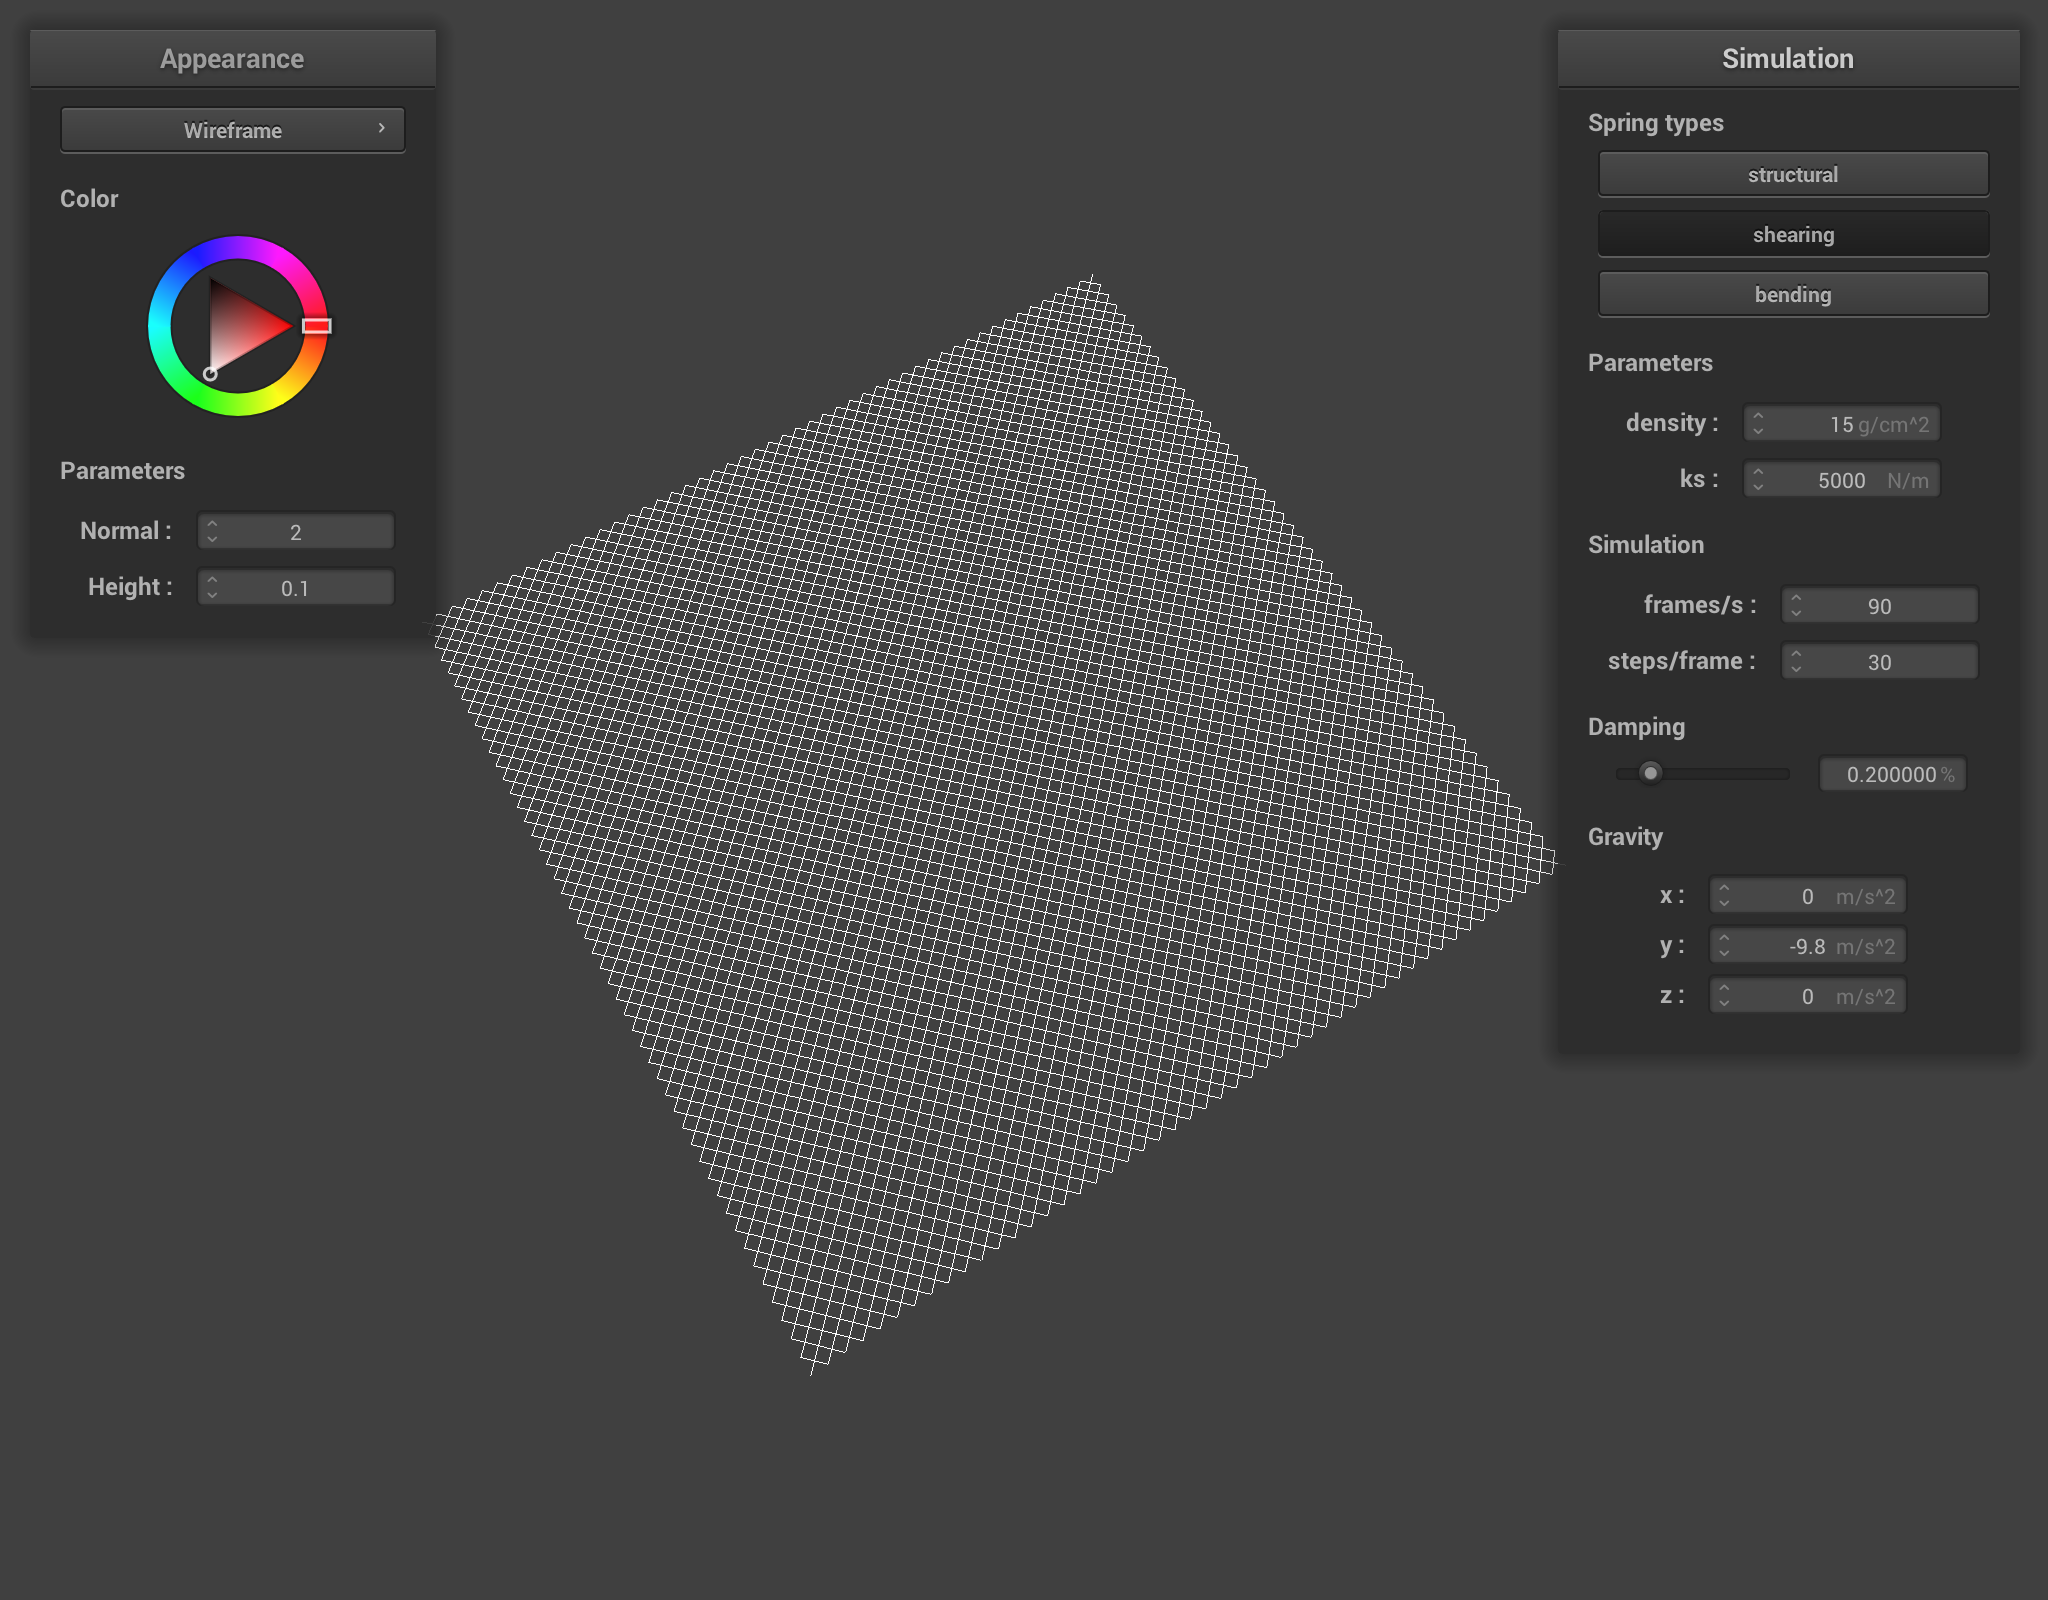 Appearance
Wireframe
Color
Parameters
Normal : 2
Height : 0.1
Simulation
Spring types
structural
shearing
bending
Parameters
density : 15 g/cm^2
ks : 5000 N/m
Simulation
frames/s : 90
steps/frame : 30
Damping
0.200000 %
Gravity
x : 0 m/s^2
y : -9.8 m/s^2
z : 0 m/s^2